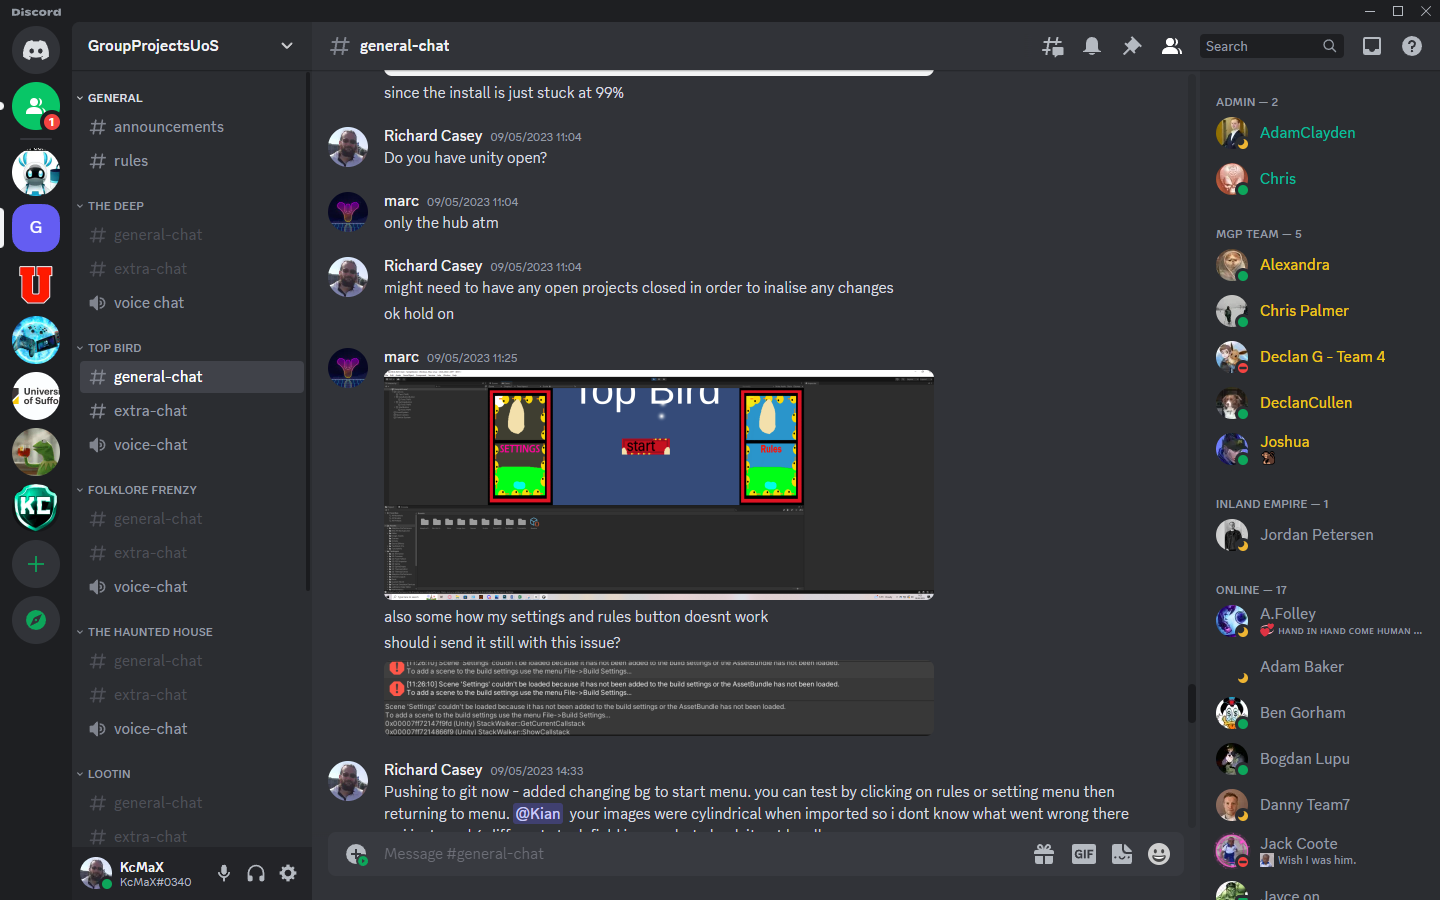 Discord
GroupProjectsUoS
GENERAL
announcements
rules
THE DEEP
general-chat
extra-chat
voice chat
TOP BIRD
general-chat
extra-chat
voice-chat
FOLKLORE FRENZY
general-chat
extra-chat
voice-chat
THE HAUNTED HOUSE
general-chat
extra-chat
voice-chat
LOOTIN
general-chat
extra-chat
1
G
U
Univers
of Suffo
KC
KcMaX
KcMaX#0340
general-chat
Search
since the install is just stuck at 99%
Richard Casey 09/05/2023 11:04
Do you have unity open?
marc 09/05/2023 11:04
only the hub atm
Richard Casey 09/05/2023 11:04
might need to have any open projects closed in order to inalise any changes
ok hold on
marc 09/05/2023 11:25
Top Bird
start
SETTINGS
Rules
also some how my settings and rules button doesnt work
should i send it still with this issue?
[11:26:10] Scene 'Settings' couldn't be loaded because it has not been added to the build settings or the AssetBundle has not been loaded.
To add a scene to the build settings use the menu File->Build Settings...
[11:26:10] Scene 'Settings' couldn't be loaded because it has not been added to the build settings or the AssetBundle has not been loaded.
To add a scene to the build settings use the menu File->Build Settings...
Scene 'Settings' couldn't be loaded because it has not been added to the build settings or the AssetBundle has not been loaded.
To add a scene to the build settings use the menu File->Build Settings...
0x00007ff72147f9fd (Unity) StackWalker::GetCurrentCallstack
0x00007ff7214866f9 (Unity) StackWalker::ShowCallstack
Richard Casey 09/05/2023 14:33
Pushing to git now - added changing bg to start menu. you can test by clicking on rules or setting menu then
returning to menu. @Kian your images were cylindrical when imported so i dont know what went wrong there
Message #general-chat
GIF
ADMIN — 2
AdamClayden
Chris
MGP TEAM — 5
Alexandra
Chris Palmer
Declan G - Team 4
DeclanCullen
Joshua
INLAND EMPIRE — 1
Jordan Petersen
ONLINE — 17
A.Folley
HAND IN HAND COME HUMAN ...
Adam Baker
Ben Gorham
Bogdan Lupu
Danny Team7
Jack Coote
Wish I was him.
Jayce on